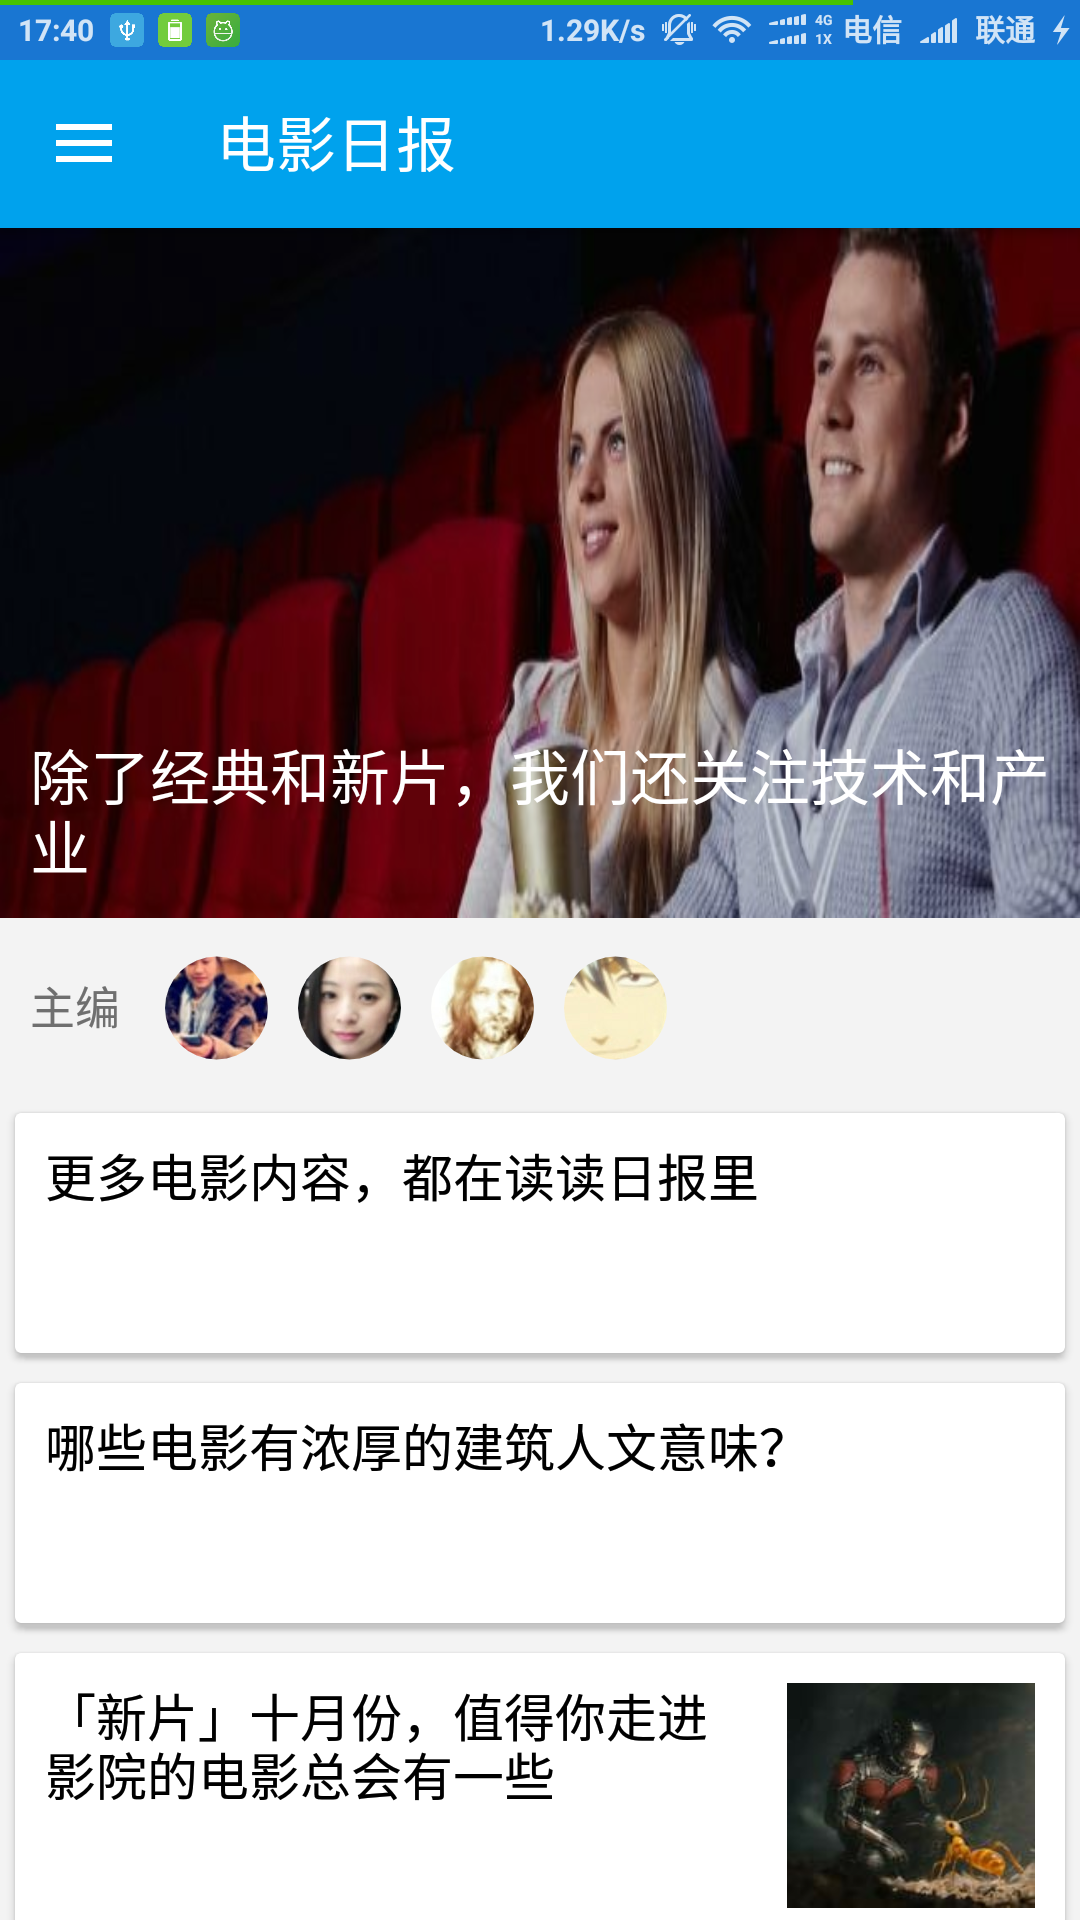 17:40 1.29K/s 4G 1X 电信 联通
电影日报
除了经典和新片，我们还关注技术和产
业
主编
更多电影内容，都在读读日报里
哪些电影有浓厚的建筑人文意味？
「新片」十月份，值得你走进
影院的电影总会有一些